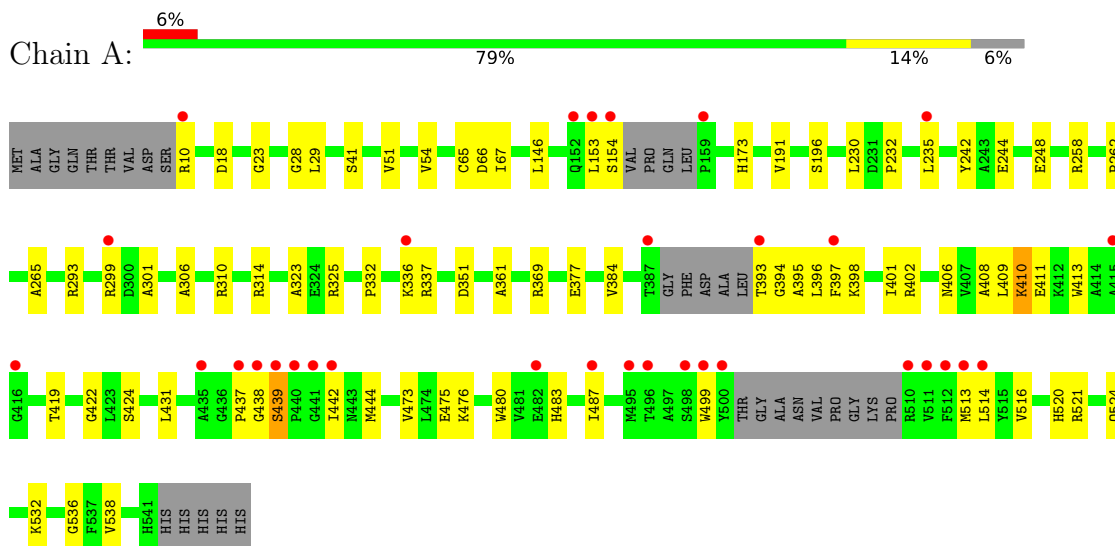 6%
Chain A:
79% 14% 6%
MET ALA GLY GLN THR THR VAL ASP SER R10 D18 G23 G28 L29 S41 V51 V54 C65 D66 I67 L146 Q152 L153 S154 VAL PRO GLN LEU P159 H173 V191 S196 L230 D231 P232 L235 Y242 A243 E244 E248 R258
A265 R293 R299 D300 A301 A306 R310 R314 A323 E324 R325 P332 K336 R337 D351 A361 R369 E377 V384 T387 GLY PHE ASP ALA LEU T393 G394 A395 L396 F397 K398 I401 R402 N406 V407 A408 L409 K410 E411 K412 W413 A414 A415
G416 T419 G422 L423 S424 L431 A435 G436 P437 G438 S439 P440 G441 I442 N443 M444 V473 L474 E475 K476 W480 V481 E482 H483 I487 M495 T496 A497 S498 W499 Y500 THR GLY ALA ASN VAL PRO GLY LYS PRO R510 V511 F512 M513 L514 Y515 V516 H520 R521
K532 G536 F537 V538 H541 HIS HIS HIS HIS HIS